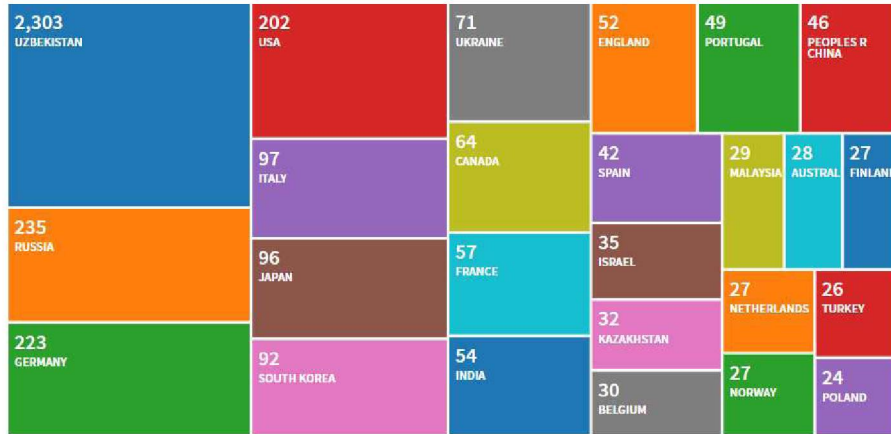 2,303
UZBEKISTAN
235
RUSSIA
223
GERMANY
202
USA
97
ITALY
96
JAPAN
92
SOUTH KOREA
71
UKRAINE
64
CANADA
57
FRANCE
54
INDIA
52
ENGLAND
49
PORTUGAL
46
PEOPLES R
CHINA
42
SPAIN
35
ISRAEL
32
KAZAKHSTAN
30
BELGIUM
29
MALAYSIA
28
AUSTRAL
27
FINLAND
27
NETHERLANDS
27
NORWAY
26
TURKEY
24
POLAND